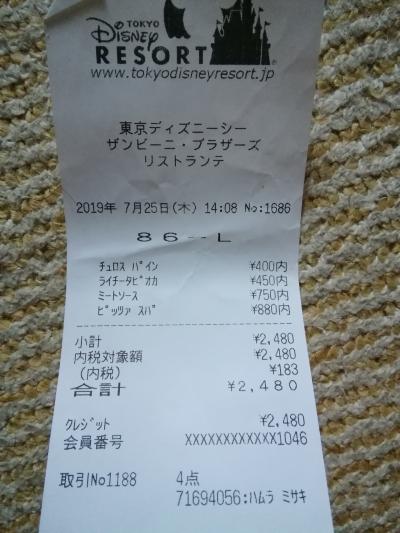 TOKYO
Disney
RESORT
www.tokyodisneyresort.jp
東京ディズニーシー
ザンビーニ・ブラザーズ
リストランテ
2019年 7月25日(木) 14:08 No:1686
86--L
ﾁｭﾛｽ ﾊﾟｲﾝ ¥400内
ﾗｲﾁｰﾀﾋﾟｵｶ ¥450内
ﾐｰﾄｿｰｽ ¥750内
ﾋﾟｯﾂｧ ｽﾊﾟ ¥880内
小計 ¥2,480
内税対象額 ¥2,480
(内税) ¥183
合計 ¥2,480
ｸﾚｼﾞｯﾄ ¥2,480
会員番号 XXXXXXXXXXXX1046
取引No1188 4点
71694056:ﾊﾑﾗ ﾐｻｷ